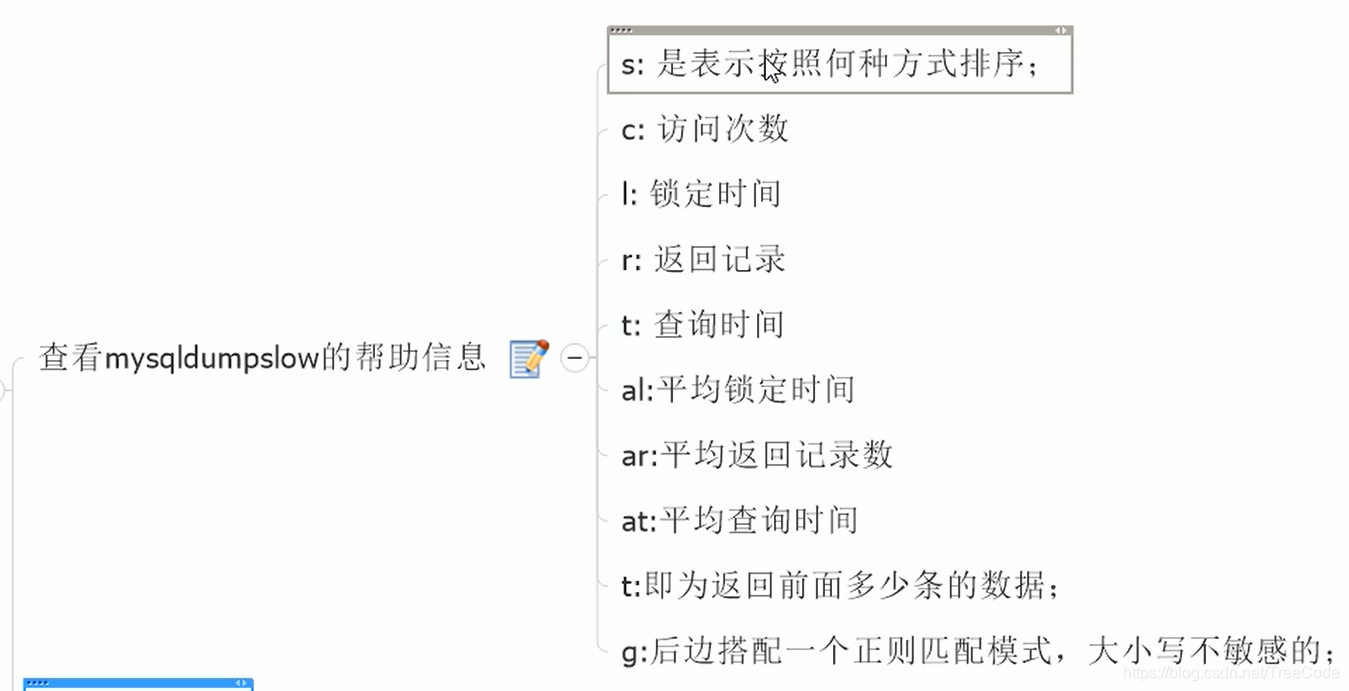 s: 是表示按照何种方式排序；
c: 访问次数
l: 锁定时间
r: 返回记录
t: 查询时间
查看mysqldumpslow的帮助信息
al:平均锁定时间
ar:平均返回记录数
at:平均查询时间
t:即为返回前面多少条的数据；
g:后边搭配一个正则匹配模式，大小写不敏感的；
https://blog.csdn.net/TreeCode